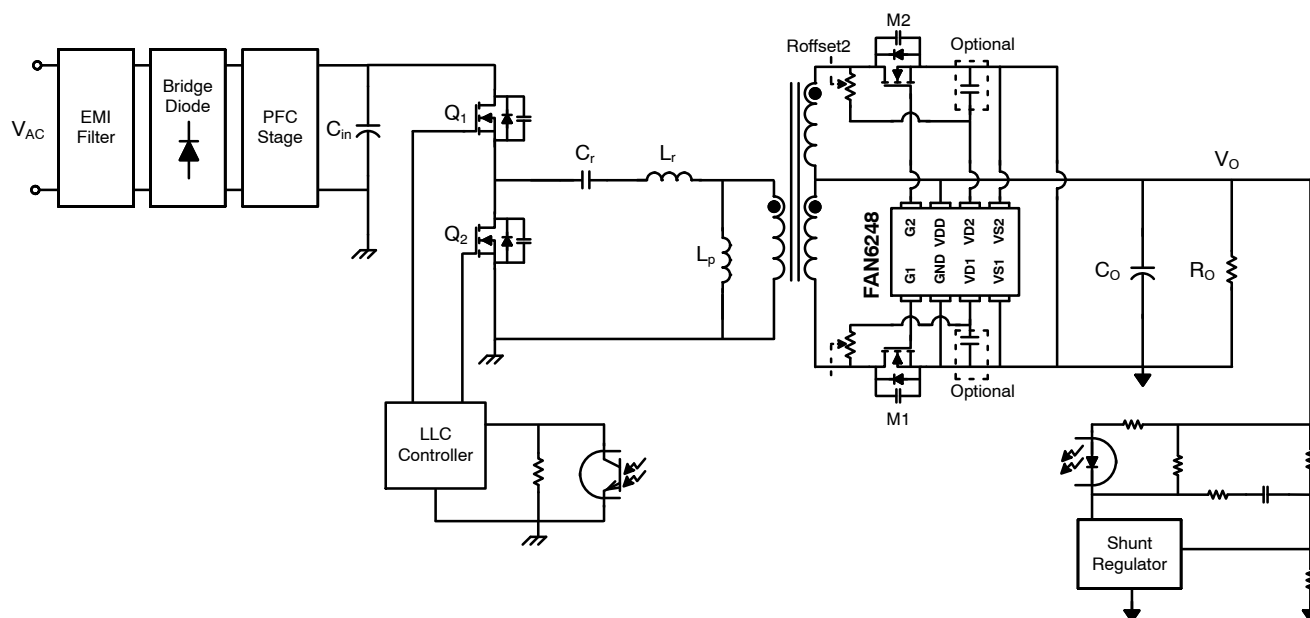 M2
Roffset2
Optional
EMI
Filter
Bridge
Diode
PFC
Stage
VAC
Cin
Q1
Q2
Cr
Lr
Lp
VO
G2
VDD
VD2
VS2
G1
GND
VD1
VS1
FAN6248
CO
RO
Optional
M1
LLC
Controller
Shunt
Regulator